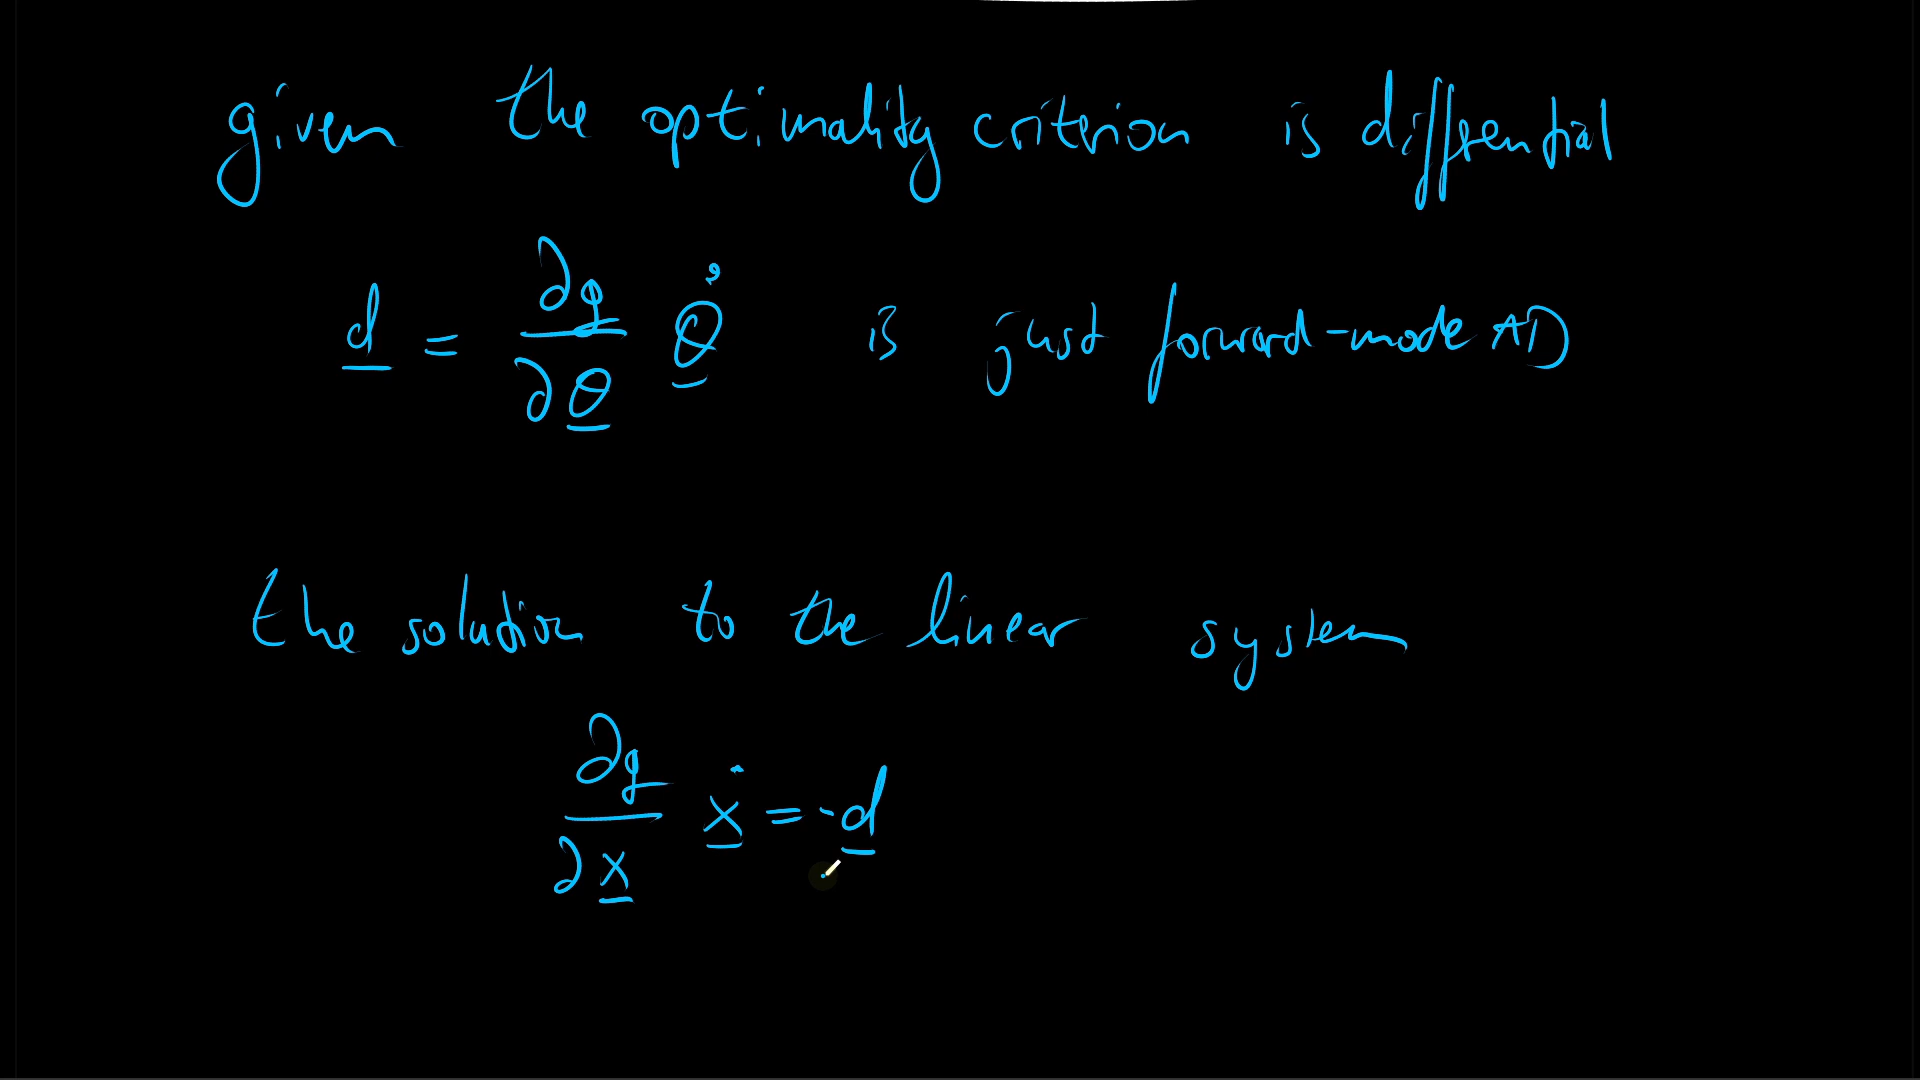 given the optimality criterion is differential
d = ∂g/∂θ θ̇ is just forward-mode AD
the solution to the linear system
∂g/∂x ẋ = -d